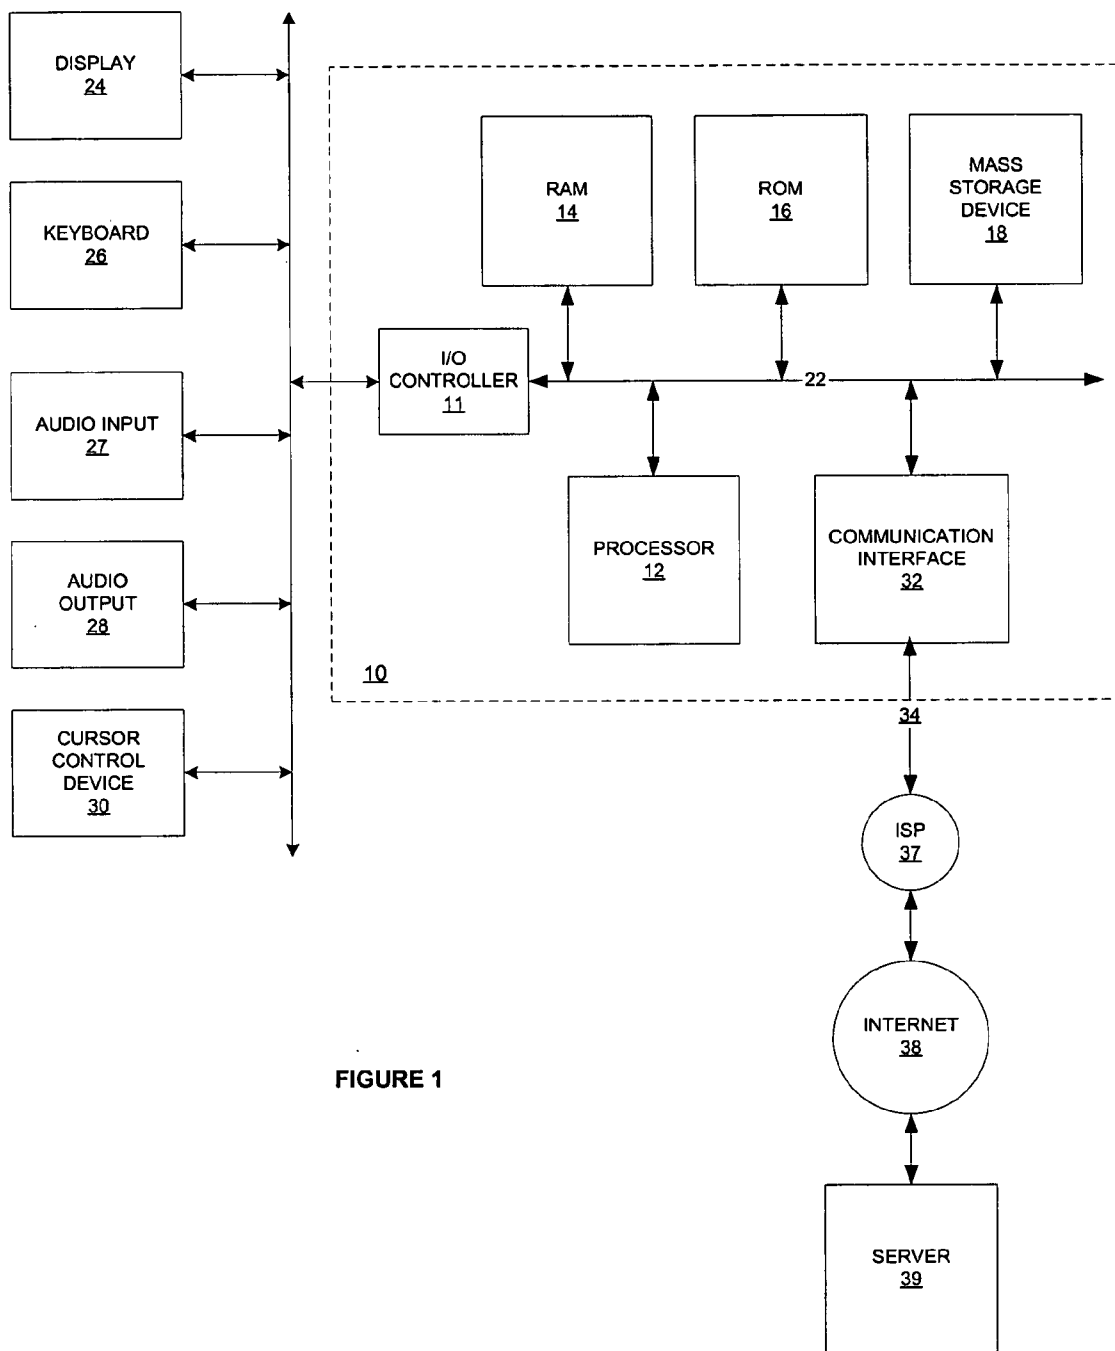 DISPLAY
24
KEYBOARD
26
AUDIO INPUT
27
AUDIO
OUTPUT
28
CURSOR
CONTROL
DEVICE
30
RAM
14
ROM
16
MASS
STORAGE
DEVICE
18
I/O
CONTROLLER
11
22
PROCESSOR
12
COMMUNICATION
INTERFACE
32
10
34
ISP
37
INTERNET
38
FIGURE 1
SERVER
39